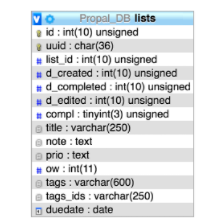 Propal_DB lists
id : int(10) unsigned
uuid : char(36)
list_id : int(10) unsigned
d_created : int(10) unsigned
d_completed : int(10) unsigned
d_edited : int(10) unsigned
compl : tinyint(3) unsigned
title : varchar(250)
note : text
prio : text
ow : int(11)
tags : varchar(600)
tags_ids : varchar(250)
duedate : date